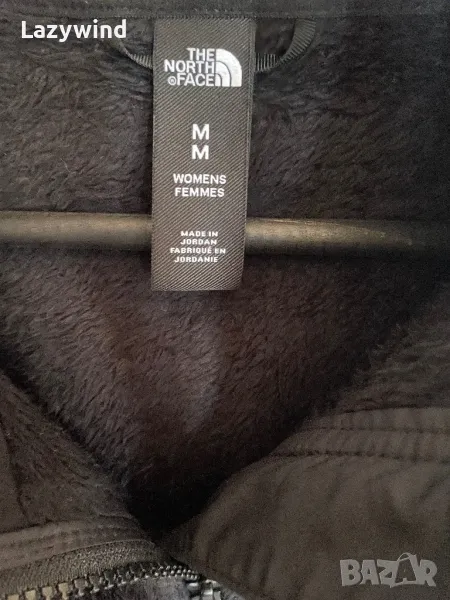 Lazywind
THE
NORTH
®FACE
M
M
WOMENS
FEMMES
MADE IN
JORDAN
FABRIQUÉ EN
JORDANIE
BAZAR